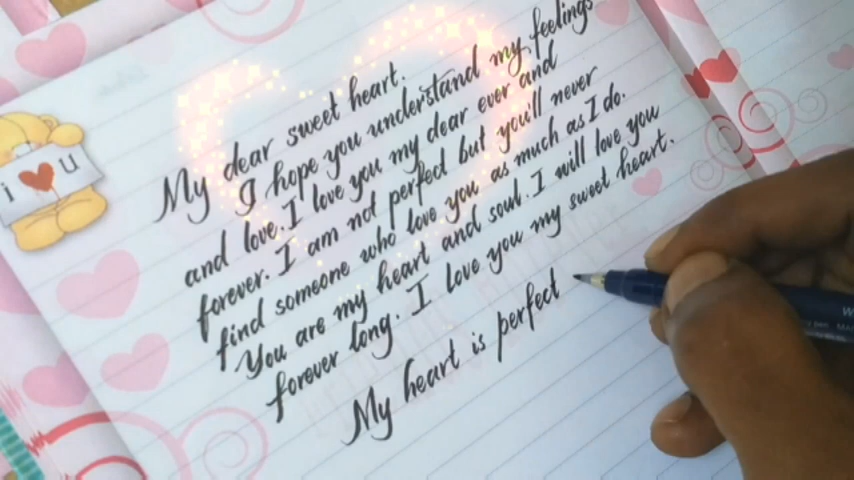 My dear sweet heart.
I hope you understand my feelings
and love. I love you my dear ever and
forever. I am not perfect but you'll never
find someone who love you as much as I do.
You are my heart and soul. I will love you
forever long. I love you my sweet heart.
My heart is perfect
i ❤ u